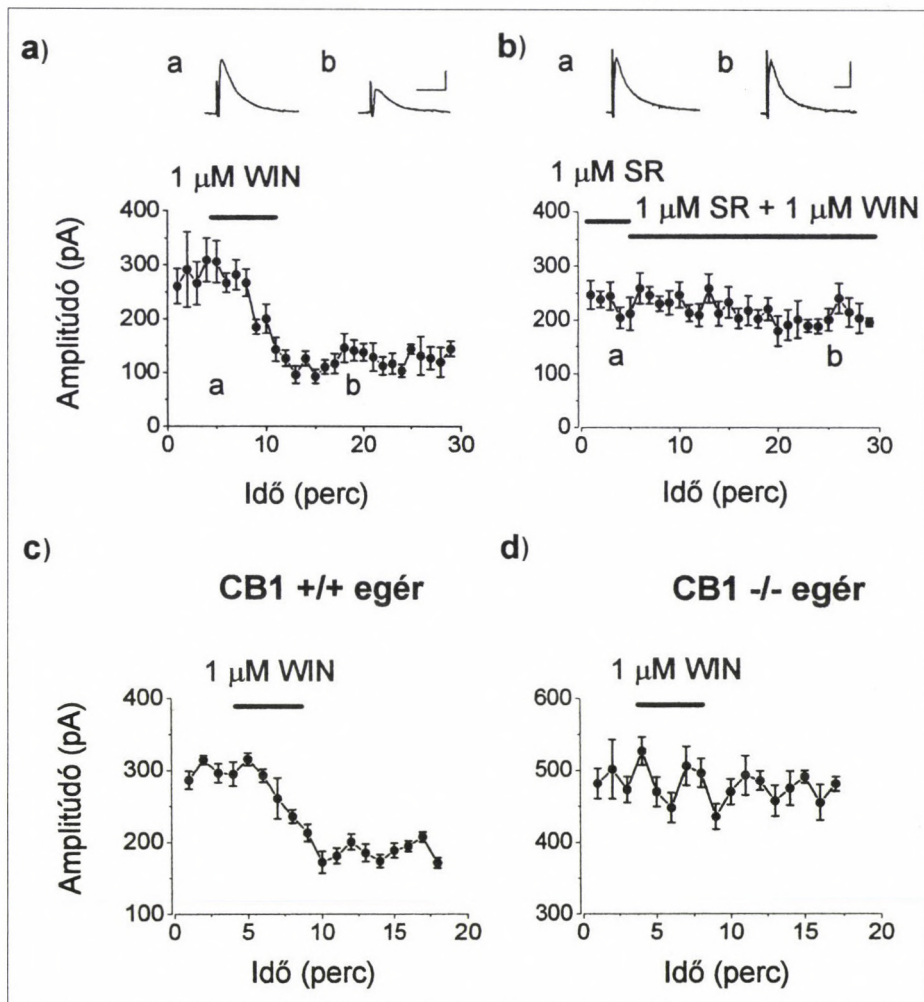 a)
a
b
1 μM WIN
400
300
200
100
0
a
b
0
10
20
30
Amplitúdó (pA)
Idő (perc)
b)
a
b
1 μM SR
1 μM SR + 1 μM WIN
400
300
200
100
0
a
b
0
10
20
30
Idő (perc)
c)
CB1 +/+ egér
1 μM WIN
400
300
200
100
0
5
10
15
20
Amplitúdó (pA)
Idő (perc)
d)
CB1 -/- egér
1 μM WIN
600
500
400
300
0
5
10
15
20
Idő (perc)